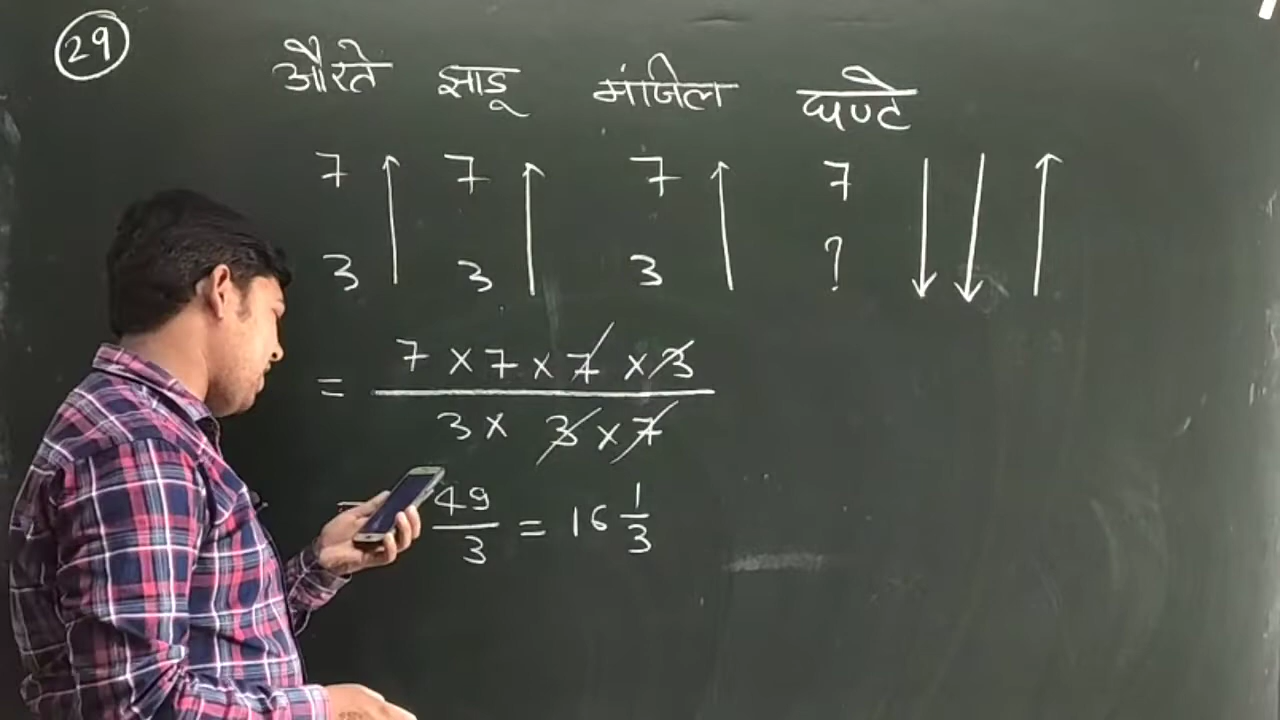 29
औरते झाडू मंजिल घण्टे
7 7 7 7
3 3 3 ?
= 7 × 7 × 7 × 3
3 × 3 × 7
= 49/3 = 16 1/3